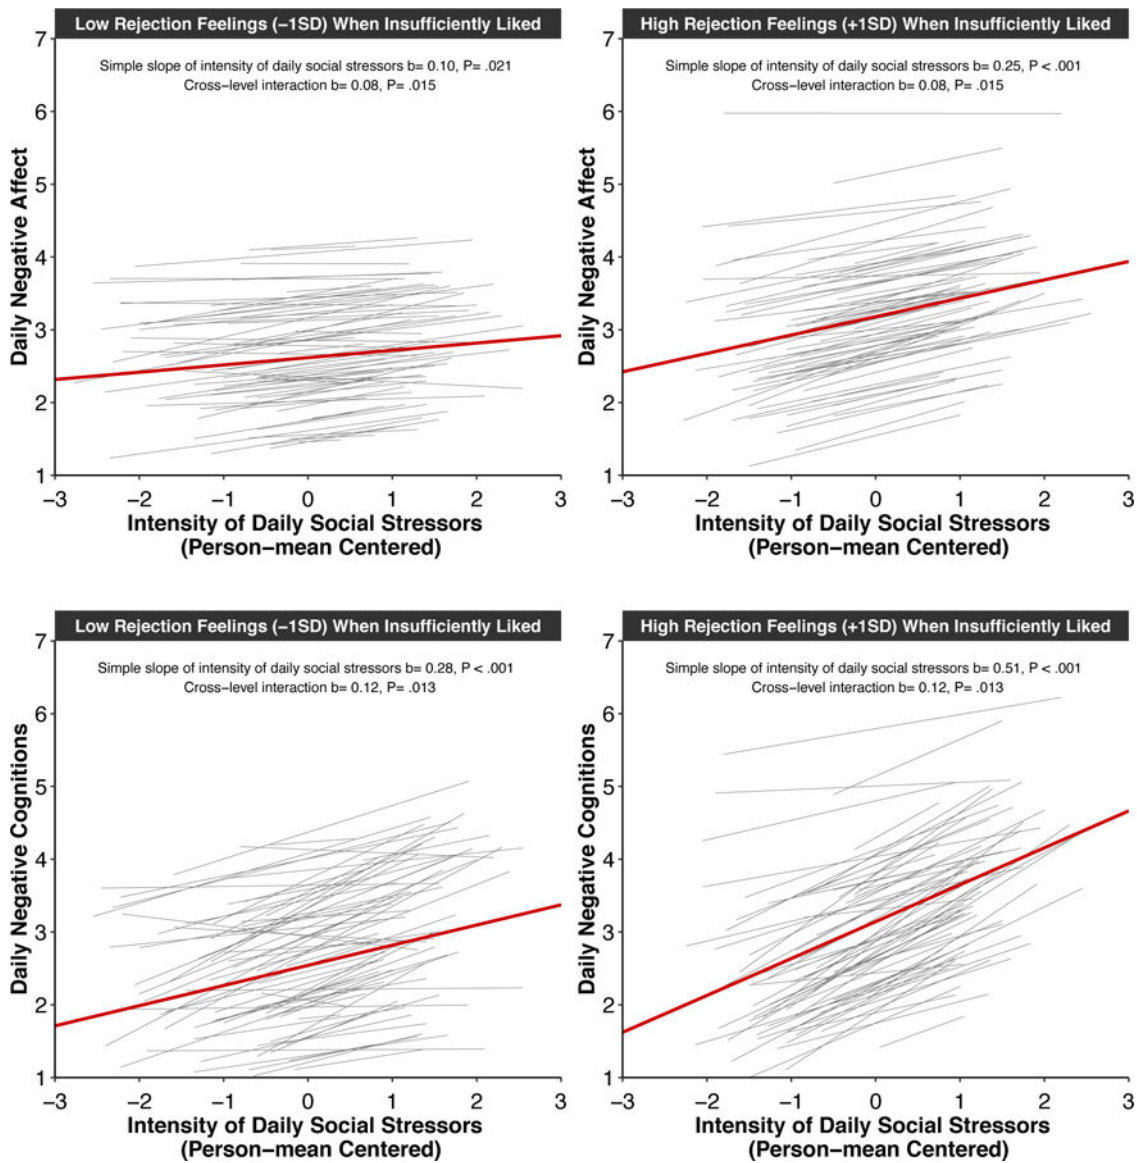 Low Rejection Feelings (−1SD) When Insufficiently Liked
Simple slope of intensity of daily social stressors b= 0.10, P= .021
Cross−level interaction b= 0.08, P= .015
Daily Negative Affect
7
6
5
4
3
2
1
−3 −2 −1 0 1 2 3
Intensity of Daily Social Stressors
(Person−mean Centered)
High Rejection Feelings (+1SD) When Insufficiently Liked
Simple slope of intensity of daily social stressors b= 0.25, P < .001
Cross−level interaction b= 0.08, P= .015
Daily Negative Affect
7
6
5
4
3
2
1
−3 −2 −1 0 1 2 3
Intensity of Daily Social Stressors
(Person−mean Centered)
Low Rejection Feelings (−1SD) When Insufficiently Liked
Simple slope of intensity of daily social stressors b= 0.28, P < .001
Cross−level interaction b= 0.12, P= .013
Daily Negative Cognitions
7
6
5
4
3
2
1
−3 −2 −1 0 1 2 3
Intensity of Daily Social Stressors
(Person−mean Centered)
High Rejection Feelings (+1SD) When Insufficiently Liked
Simple slope of intensity of daily social stressors b= 0.51, P < .001
Cross−level interaction b= 0.12, P= .013
Daily Negative Cognitions
7
6
5
4
3
2
1
−3 −2 −1 0 1 2 3
Intensity of Daily Social Stressors
(Person−mean Centered)